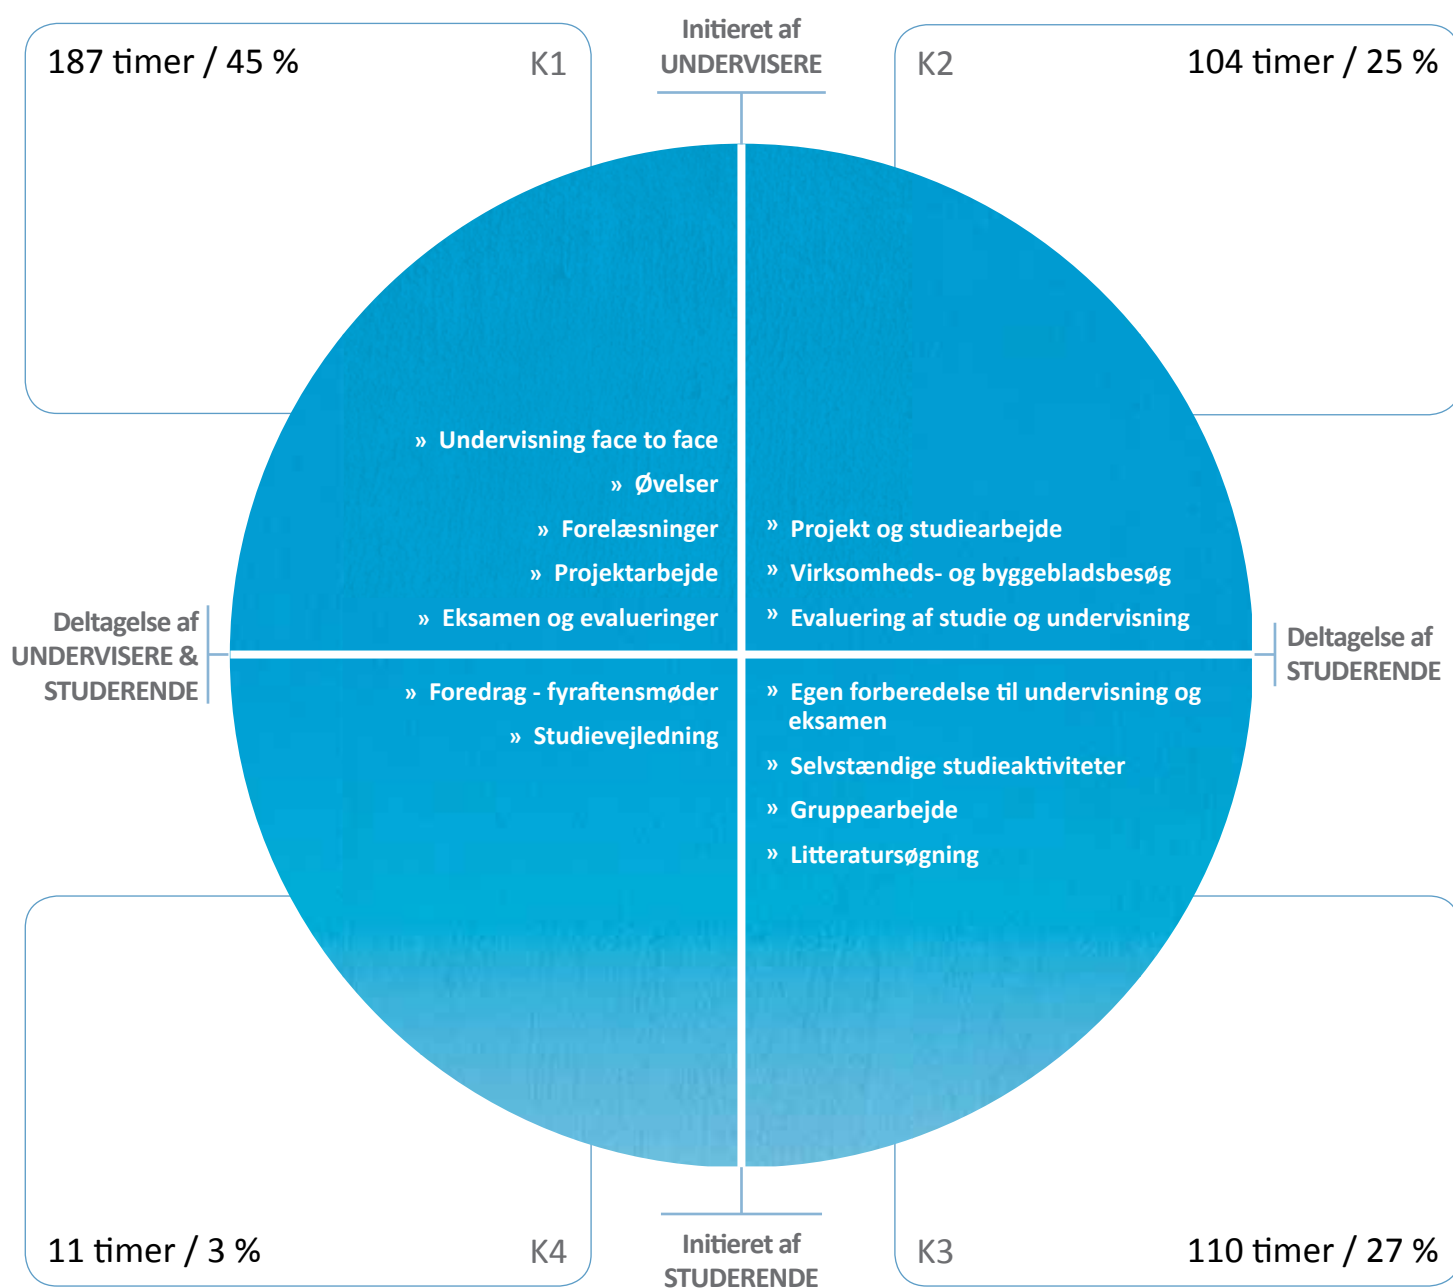 187 timer / 45 %
K1
Initieret af
UNDERVISERE
K2
104 timer / 25 %
» Undervisning face to face
» Øvelser
» Forelæsninger
» Projektarbejde
» Eksamen og evalueringer
» Projekt og studiearbejde
» Virksomheds- og byggebladsbesøg
» Evaluering af studie og undervisning
Deltagelse af
UNDERVISERE &
STUDERENDE
Deltagelse af
STUDERENDE
» Foredrag - fyraftensmøder
» Studievejledning
» Egen forberedelse til undervisning og
eksamen
» Selvstændige studieaktiviteter
» Gruppearbejde
» Litteratursøgning
11 timer / 3 %
K4
Initieret af
STUDERENDE
K3
110 timer / 27 %